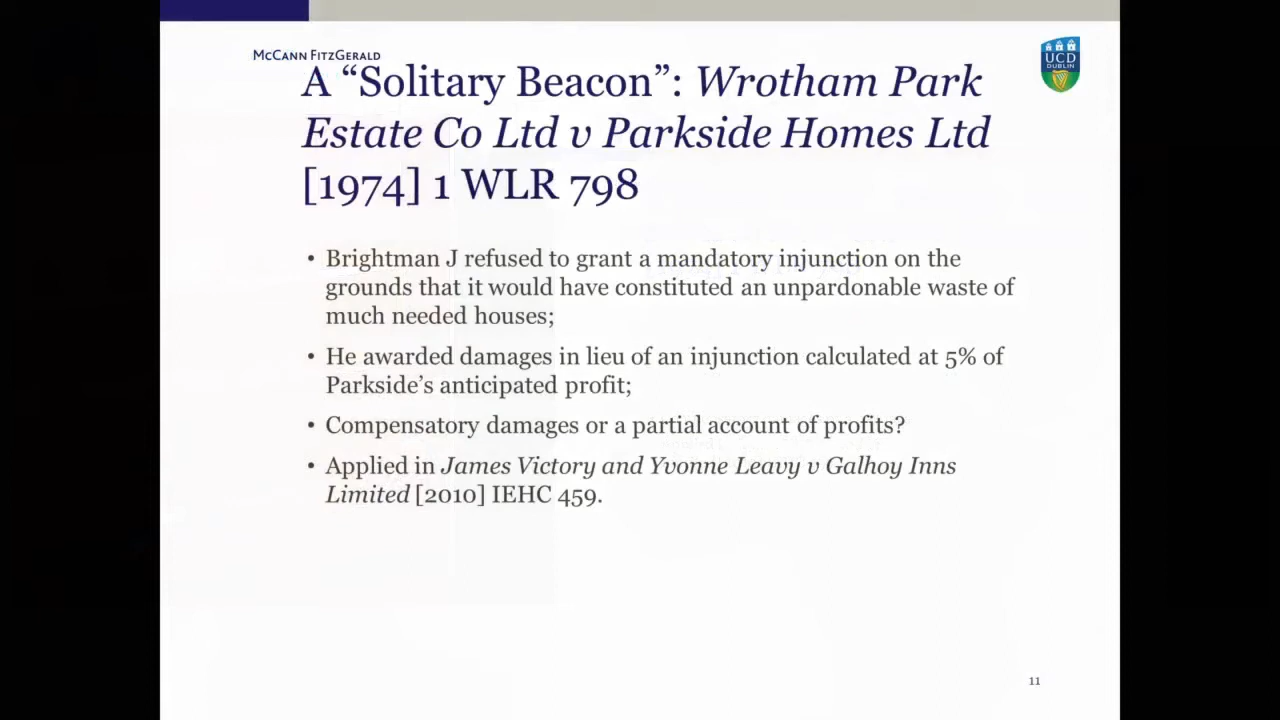 McCann FitzGerald
UCD
DUBLIN
A “Solitary Beacon”: Wrotham Park
Estate Co Ltd v Parkside Homes Ltd
[1974] 1 WLR 798
• Brightman J refused to grant a mandatory injunction on the
grounds that it would have constituted an unpardonable waste of
much needed houses;
• He awarded damages in lieu of an injunction calculated at 5% of
Parkside’s anticipated profit;
• Compensatory damages or a partial account of profits?
• Applied in James Victory and Yvonne Leavy v Galhoy Inns
Limited [2010] IEHC 459.
11